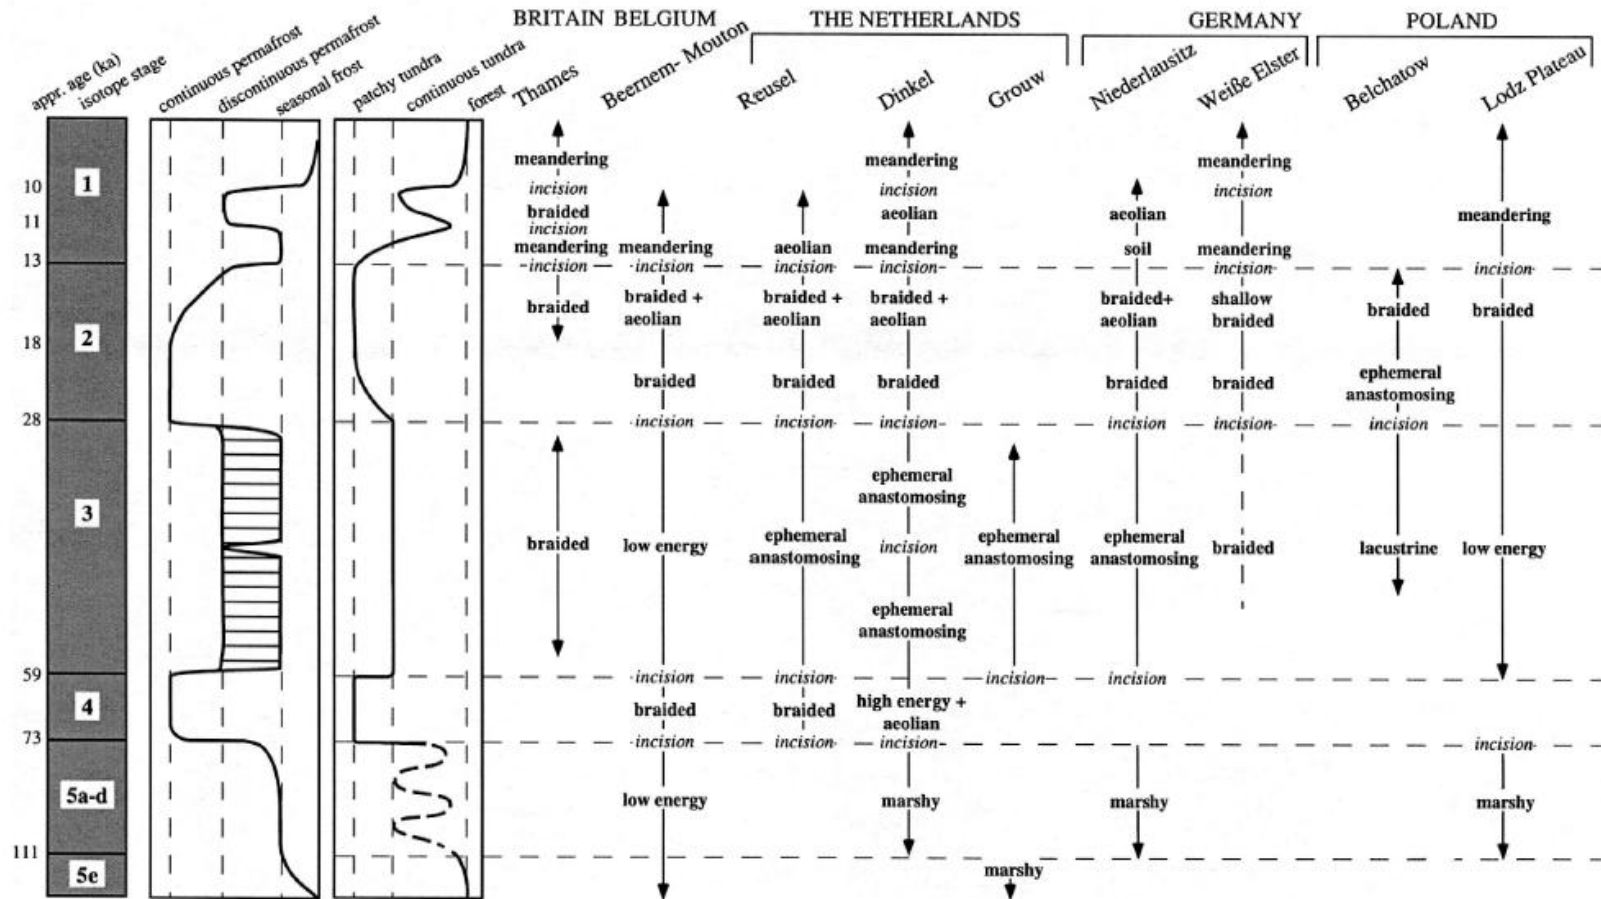 BRITAIN BELGIUM THE NETHERLANDS GERMANY POLAND
appr. age (ka)
isotope stage
continuous permafrost
discontinuous permafrost
seasonal frost
patchy tundra
continuous tundra
forest
Thames
Beernem- Mouton
Reusel
Dinkel
Grouw
Niederlausitz
Weiße Elster
Belchatow
Lodz Plateau
meandering meandering meandering
10 1 incision incision incision
11 braided aeolian aeolian meandering
incision
meandering meandering aeolian meandering soil meandering
13 incision incision incision incision incision incision
braided braided + braided + braided + braided+ shallow braided braided
aeolian aeolian aeolian aeolian braided
18 2
ephemeral
braided braided braided braided braided anastomosing
28 incision incision incision incision incision incision
ephemeral
anastomosing
3
braided low energy ephemeral incision ephemeral ephemeral braided lacustrine low energy
anastomosing anastomosing anastomosing
ephemeral
anastomosing
59 incision incision incision incision
4 braided braided high energy +
aeolian
73 incision incision incision incision
5a-d low energy marshy marshy marshy
111
5e marshy